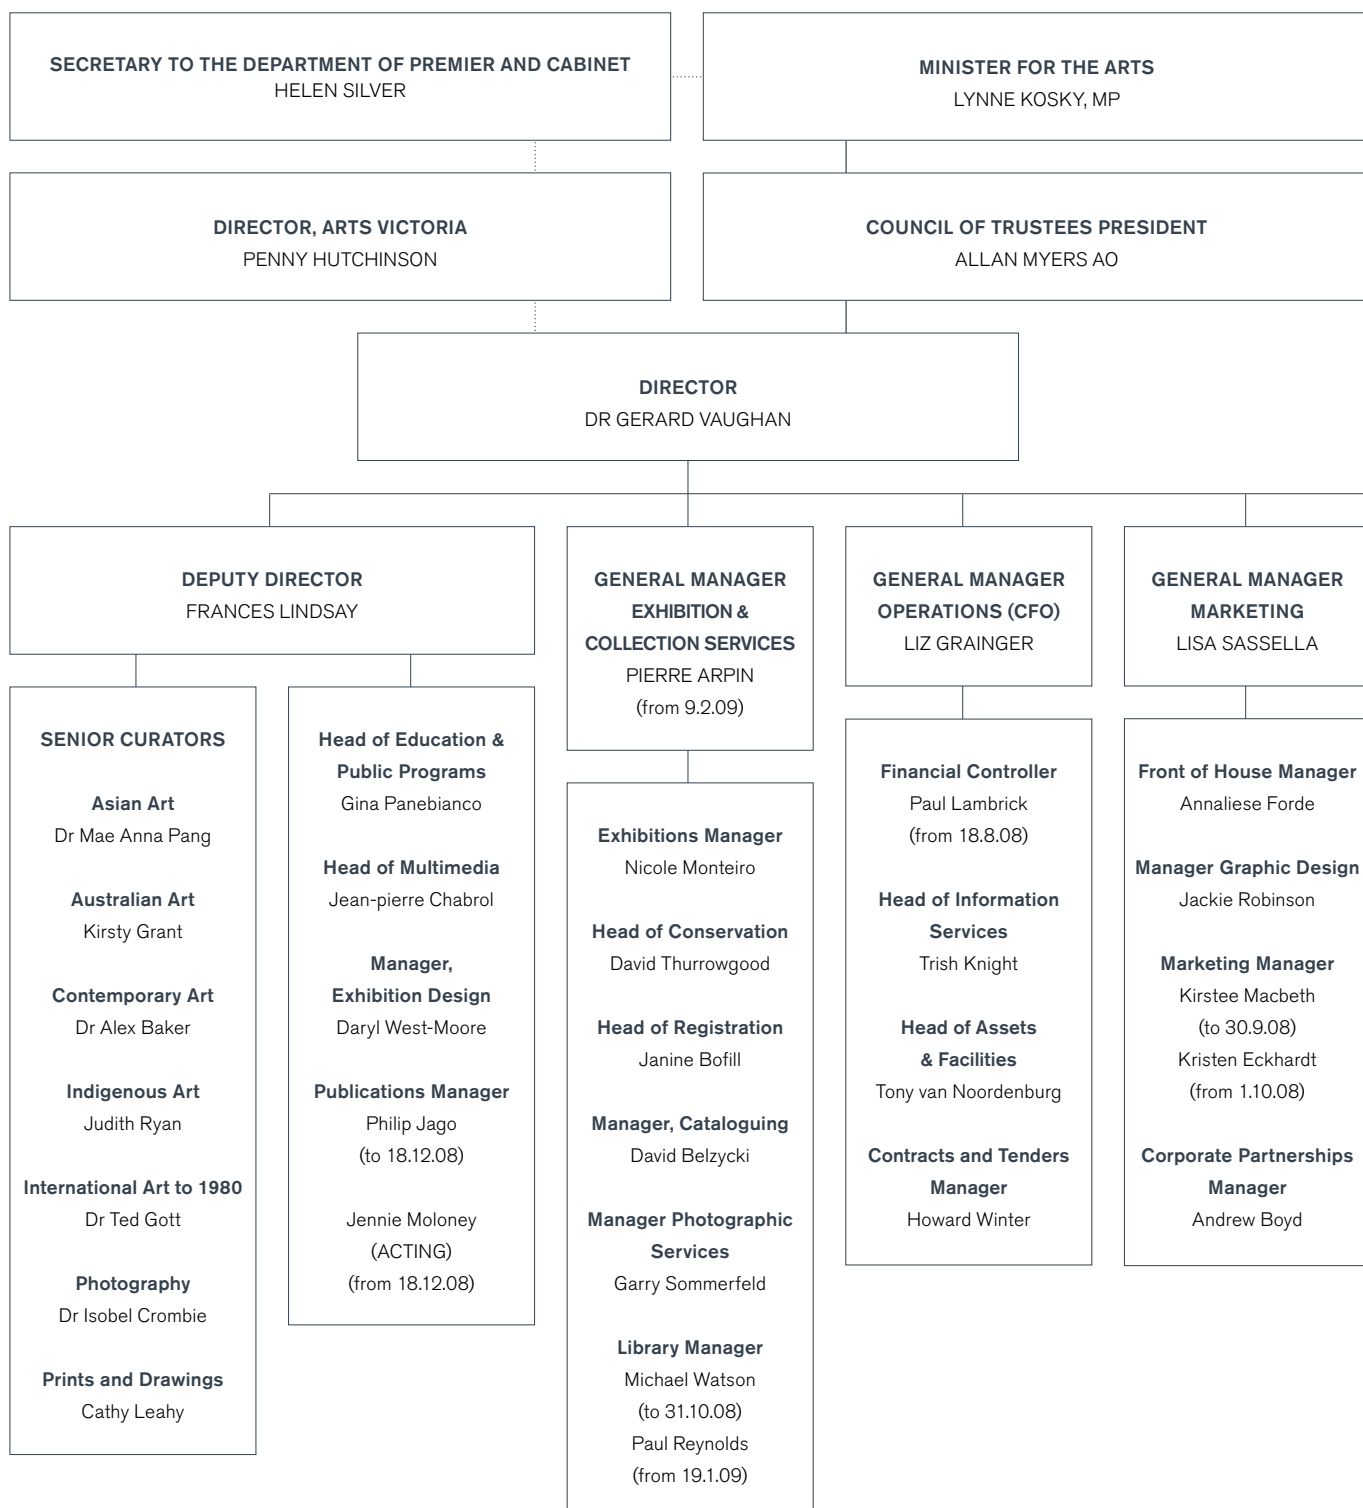 SECRETARY TO THE DEPARTMENT OF PREMIER AND CABINET
HELEN SILVER
MINISTER FOR THE ARTS
LYNNE KOSKY, MP
DIRECTOR, ARTS VICTORIA
PENNY HUTCHINSON
COUNCIL OF TRUSTEES PRESIDENT
ALLAN MYERS AO
DIRECTOR
DR GERARD VAUGHAN
DEPUTY DIRECTOR
FRANCES LINDSAY
SENIOR CURATORS
Asian Art
Dr Mae Anna Pang
Australian Art
Kirsty Grant
Contemporary Art
Dr Alex Baker
Indigenous Art
Judith Ryan
International Art to 1980
Dr Ted Gott
Photography
Dr Isobel Crombie
Prints and Drawings
Cathy Leahy
Head of Education &
Public Programs
Gina Panebianco
Head of Multimedia
Jean-pierre Chabrol
Manager,
Exhibition Design
Daryl West-Moore
Publications Manager
Philip Jago
(to 18.12.08)
Jennie Moloney
(ACTING)
(from 18.12.08)
GENERAL MANAGER
EXHIBITION &
COLLECTION SERVICES
PIERRE ARPIN
(from 9.2.09)
Exhibitions Manager
Nicole Monteiro
Head of Conservation
David Thurrowgood
Head of Registration
Janine Bofill
Manager, Cataloguing
David Belzycki
Manager Photographic
Services
Garry Sommerfeld
Library Manager
Michael Watson
(to 31.10.08)
Paul Reynolds
(from 19.1.09)
GENERAL MANAGER
OPERATIONS (CFO)
LIZ GRAINGER
Financial Controller
Paul Lambrick
(from 18.8.08)
Head of Information
Services
Trish Knight
Head of Assets
& Facilities
Tony van Noordenburg
Contracts and Tenders
Manager
Howard Winter
GENERAL MANAGER
MARKETING
LISA SASSELLA
Front of House Manager
Annaliese Forde
Manager Graphic Design
Jackie Robinson
Marketing Manager
Kirstee Macbeth
(to 30.9.08)
Kristen Eckhardt
(from 1.10.08)
Corporate Partnerships
Manager
Andrew Boyd